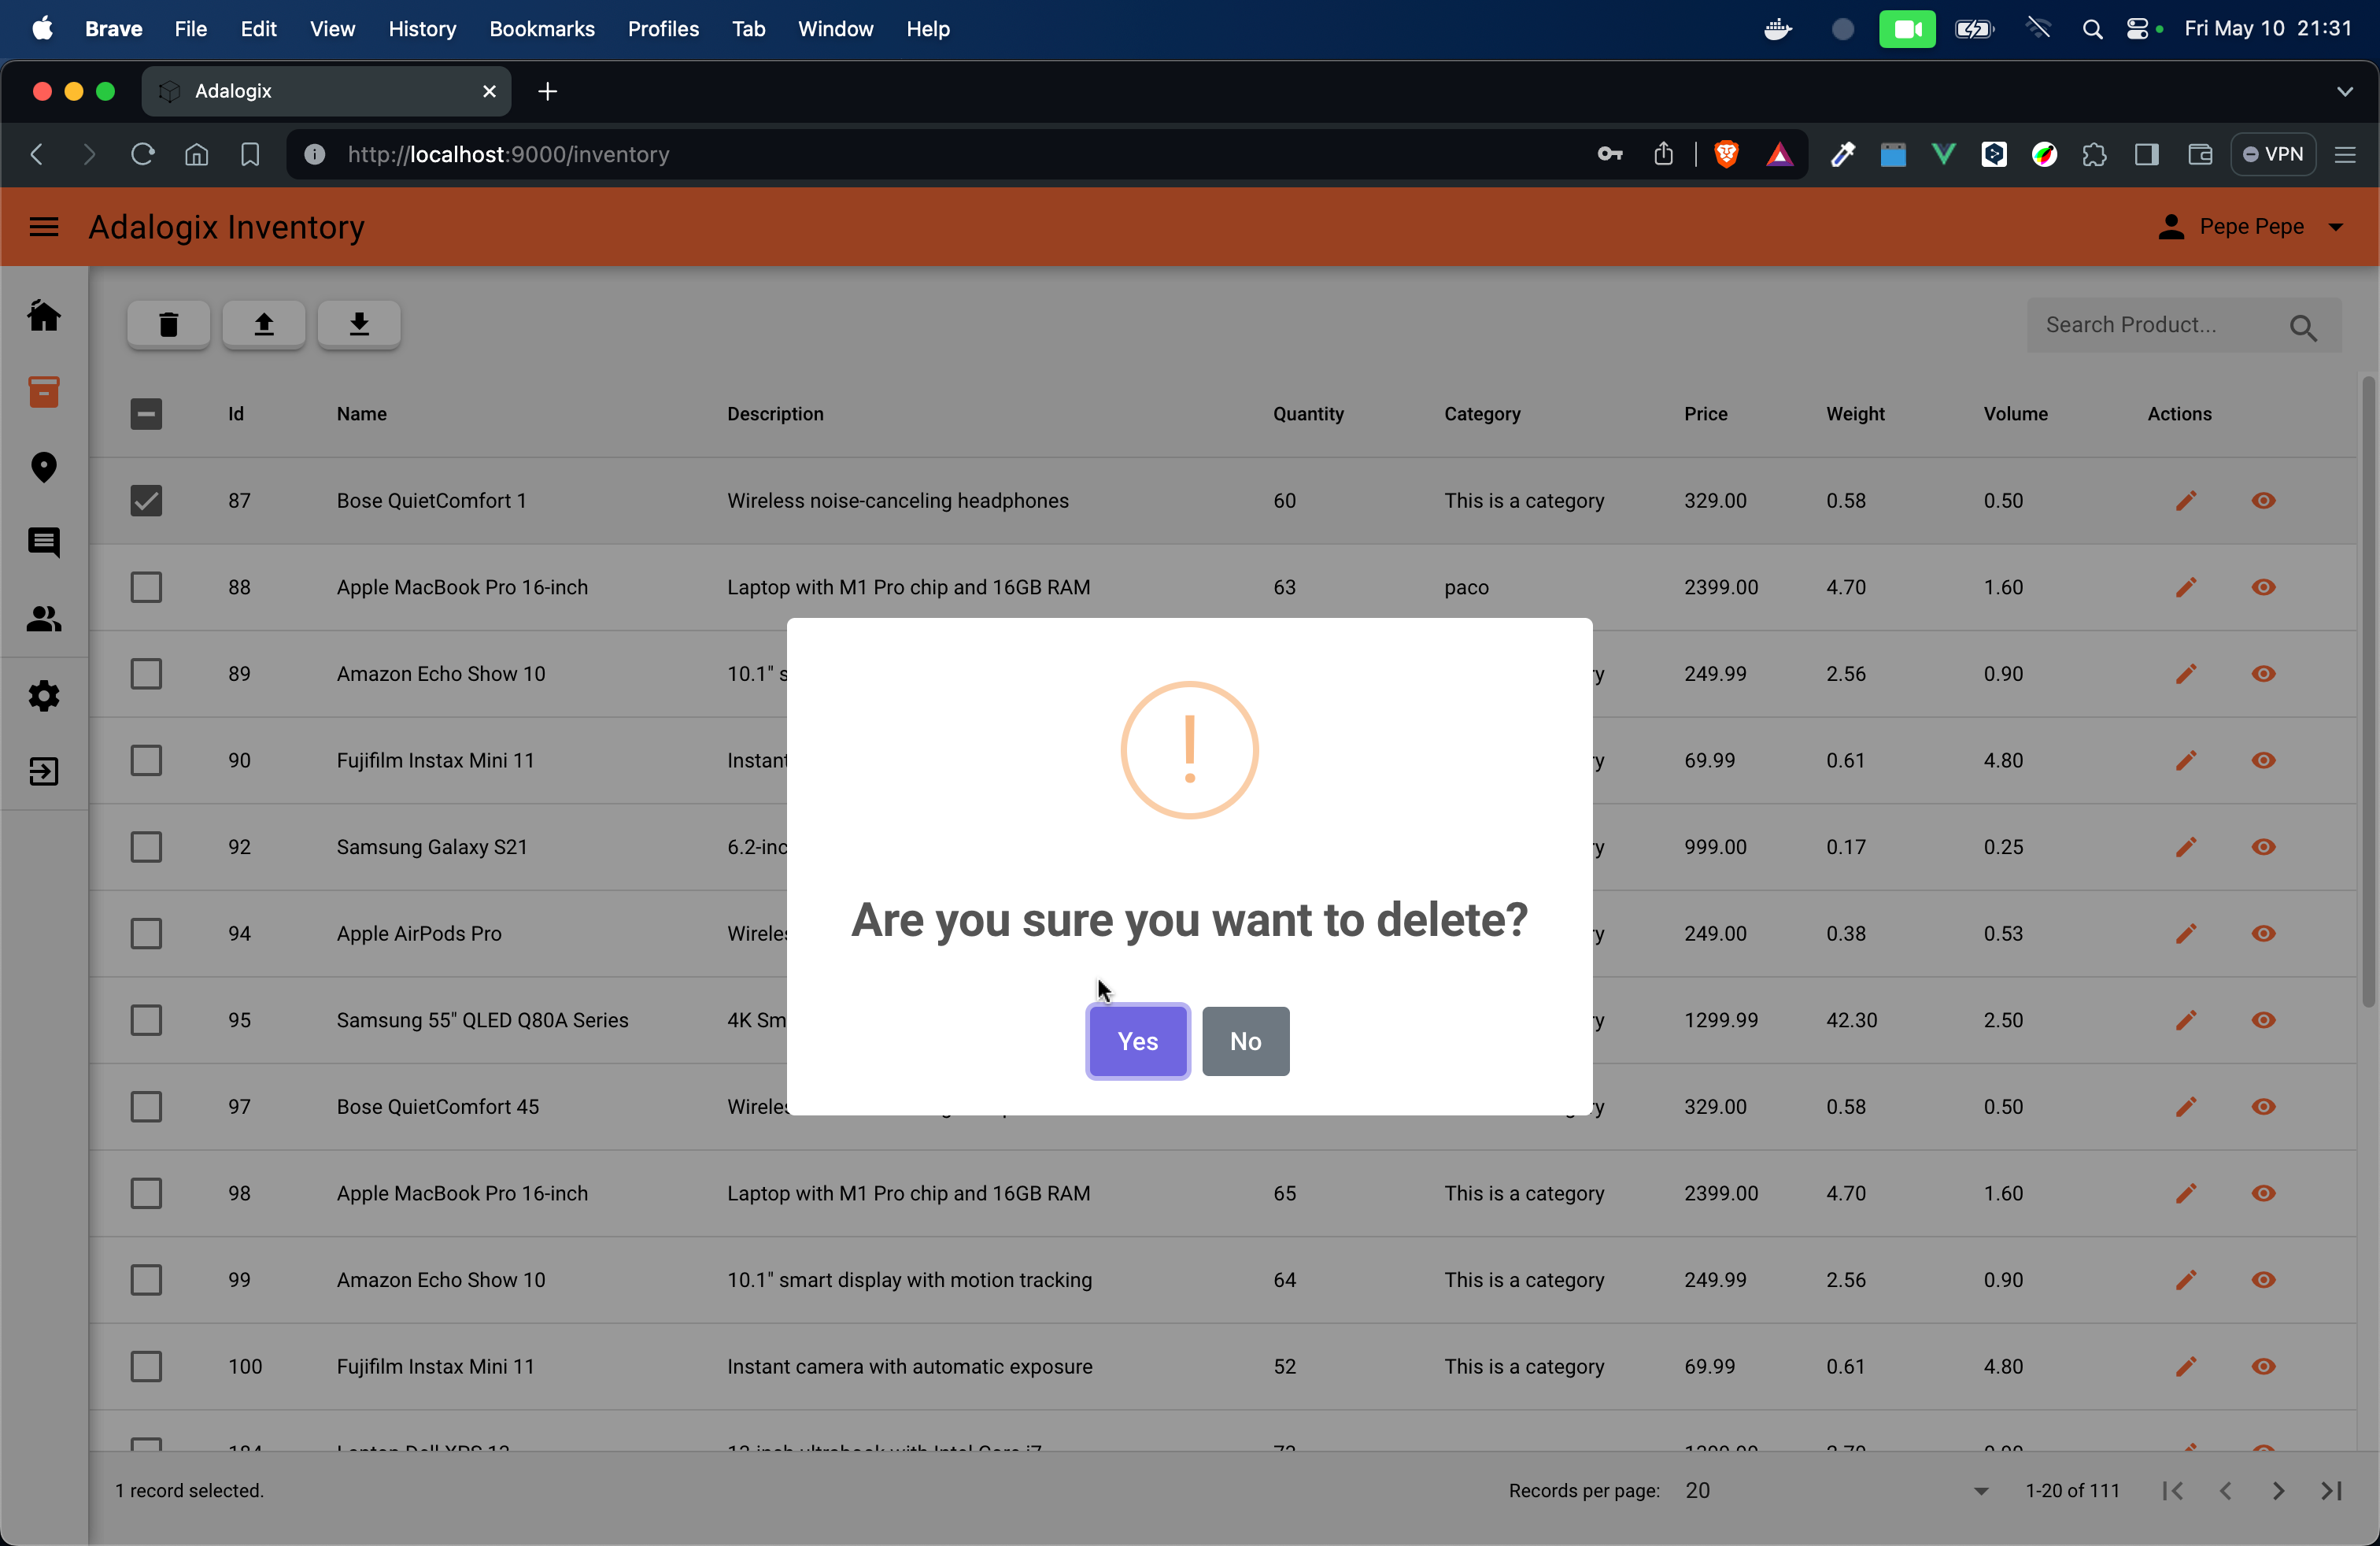 Brave File Edit View History Bookmarks Profiles Tab Window Help Fri May 10 21:31
Adalogix
http://localhost:9000/inventory VPN
Adalogix Inventory Pepe Pepe
Search Product...
Id Name Description Quantity Category Price Weight Volume Actions
87 Bose QuietComfort 1 Wireless noise-canceling headphones 60 This is a category 329.00 0.58 0.50
88 Apple MacBook Pro 16-inch Laptop with M1 Pro chip and 16GB RAM 63 paco 2399.00 4.70 1.60
89 Amazon Echo Show 10 10.1" s y 249.99 2.56 0.90
90 Fujifilm Instax Mini 11 Instant y 69.99 0.61 4.80
92 Samsung Galaxy S21 6.2-inc y 999.00 0.17 0.25
94 Apple AirPods Pro Wireles y 249.00 0.38 0.53
95 Samsung 55" QLED Q80A Series 4K Sm y 1299.99 42.30 2.50
97 Bose QuietComfort 45 Wireles y 329.00 0.58 0.50
98 Apple MacBook Pro 16-inch Laptop with M1 Pro chip and 16GB RAM 65 This is a category 2399.00 4.70 1.60
99 Amazon Echo Show 10 10.1" smart display with motion tracking 64 This is a category 249.99 2.56 0.90
100 Fujifilm Instax Mini 11 Instant camera with automatic exposure 52 This is a category 69.99 0.61 4.80
Are you sure you want to delete?
Yes No
1 record selected. Records per page: 20 1-20 of 111